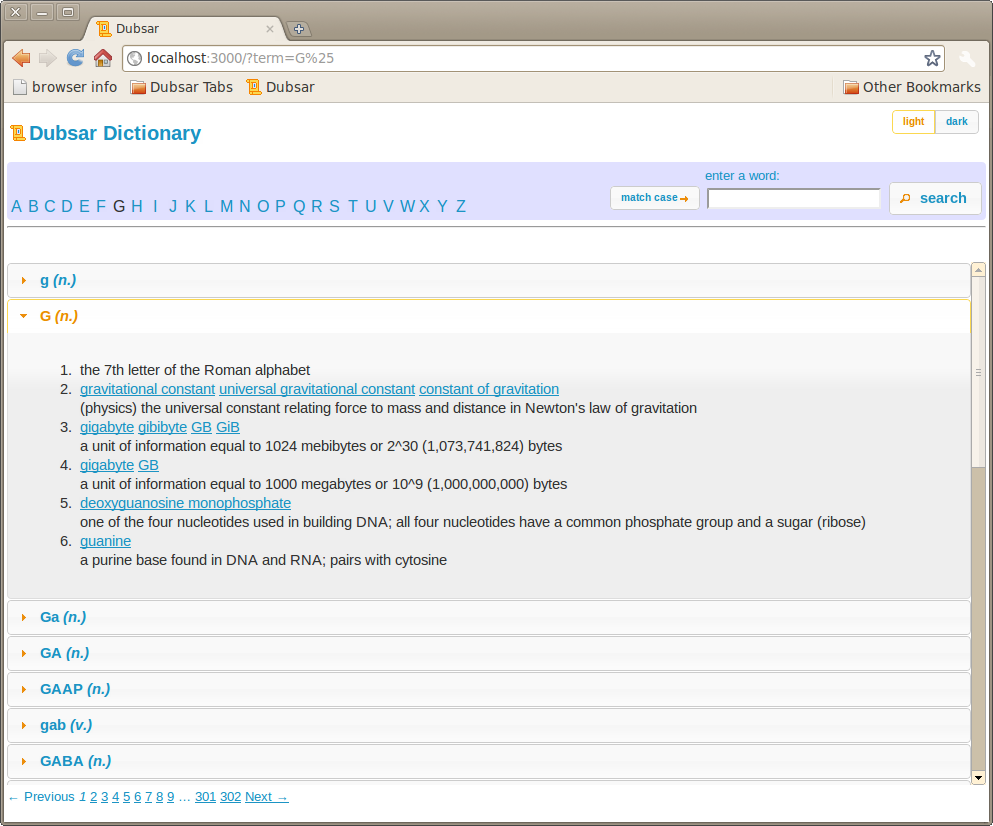 Dubsar
localhost:3000/?term=G%25
browser info Dubsar Tabs Dubsar Other Bookmarks
Dubsar Dictionary
light dark
enter a word:
A B C D E F G H I J K L M N O P Q R S T U V W X Y Z
match case→ search
g (n.)
G (n.)
1. the 7th letter of the Roman alphabet
2. gravitational constant universal gravitational constant constant of gravitation
(physics) the universal constant relating force to mass and distance in Newton's law of gravitation
3. gigabyte gibibyte GB GiB
a unit of information equal to 1024 mebibytes or 2^30 (1,073,741,824) bytes
4. gigabyte GB
a unit of information equal to 1000 megabytes or 10^9 (1,000,000,000) bytes
5. deoxyguanosine monophosphate
one of the four nucleotides used in building DNA; all four nucleotides have a common phosphate group and a sugar (ribose)
6. guanine
a purine base found in DNA and RNA; pairs with cytosine
Ga (n.)
GA (n.)
GAAP (n.)
gab (v.)
GABA (n.)
← Previous 1 2 3 4 5 6 7 8 9 … 301 302 Next →